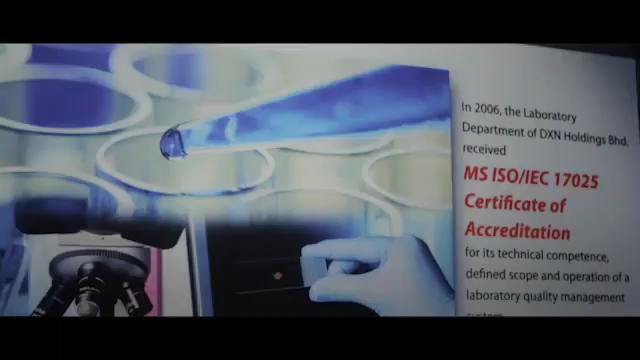 In 2006, the Laboratory
Department of DXN Holdings Bhd.
received
MS ISO/IEC 17025
Certificate of
Accreditation
for its technical competence,
defined scope and operation of a
laboratory quality management
system